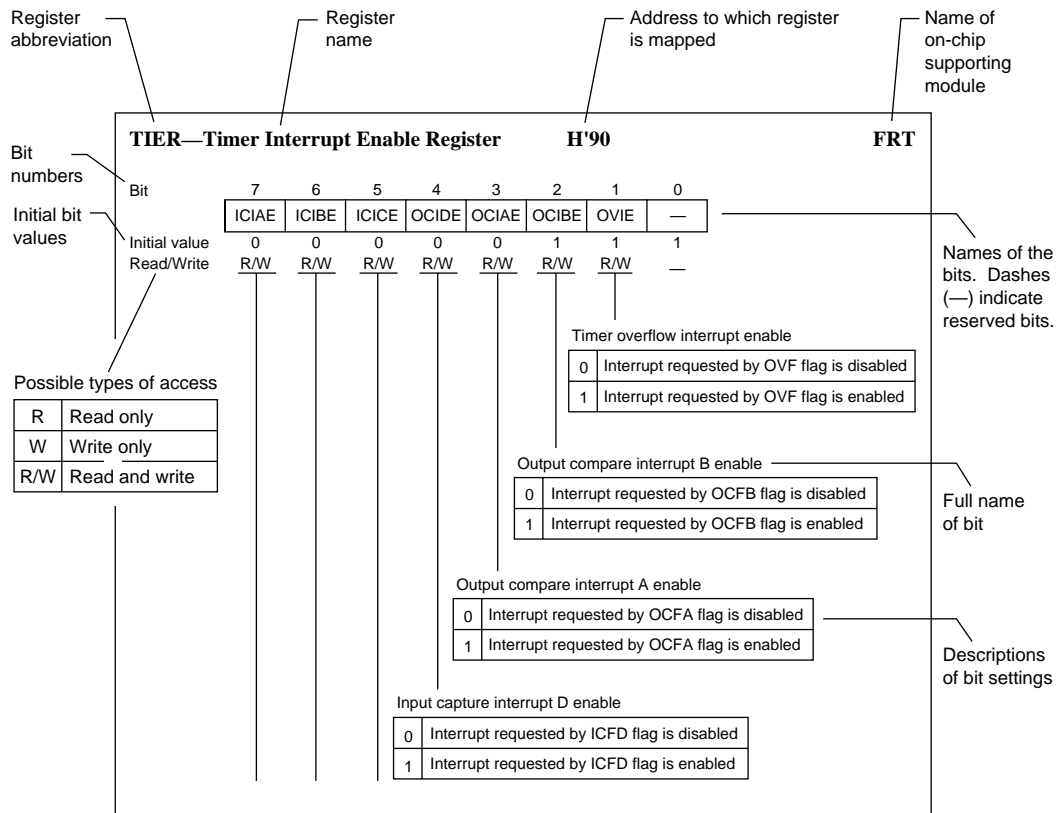 Register
abbreviation
Register
name
Address to which register
is mapped
Name of
on-chip
supporting
module
TIER—Timer Interrupt Enable Register H'90 FRT
Bit
numbers
Bit 7 6 5 4 3 2 1 0
ICIAE ICIBE ICICE OCIDE OCIAE OCIBE OVIE —
Initial bit
values
Initial value 0 0 0 0 0 1 1 1
Read/Write R/W R/W R/W R/W R/W R/W R/W —
Names of the
bits. Dashes
(—) indicate
reserved bits.
Timer overflow interrupt enable
0 Interrupt requested by OVF flag is disabled
1 Interrupt requested by OVF flag is enabled
Possible types of access
R Read only
W Write only
R/W Read and write
Output compare interrupt B enable
0 Interrupt requested by OCFB flag is disabled
1 Interrupt requested by OCFB flag is enabled
Full name
of bit
Output compare interrupt A enable
0 Interrupt requested by OCFA flag is disabled
1 Interrupt requested by OCFA flag is enabled
Descriptions
of bit settings
Input capture interrupt D enable
0 Interrupt requested by ICFD flag is disabled
1 Interrupt requested by ICFD flag is enabled